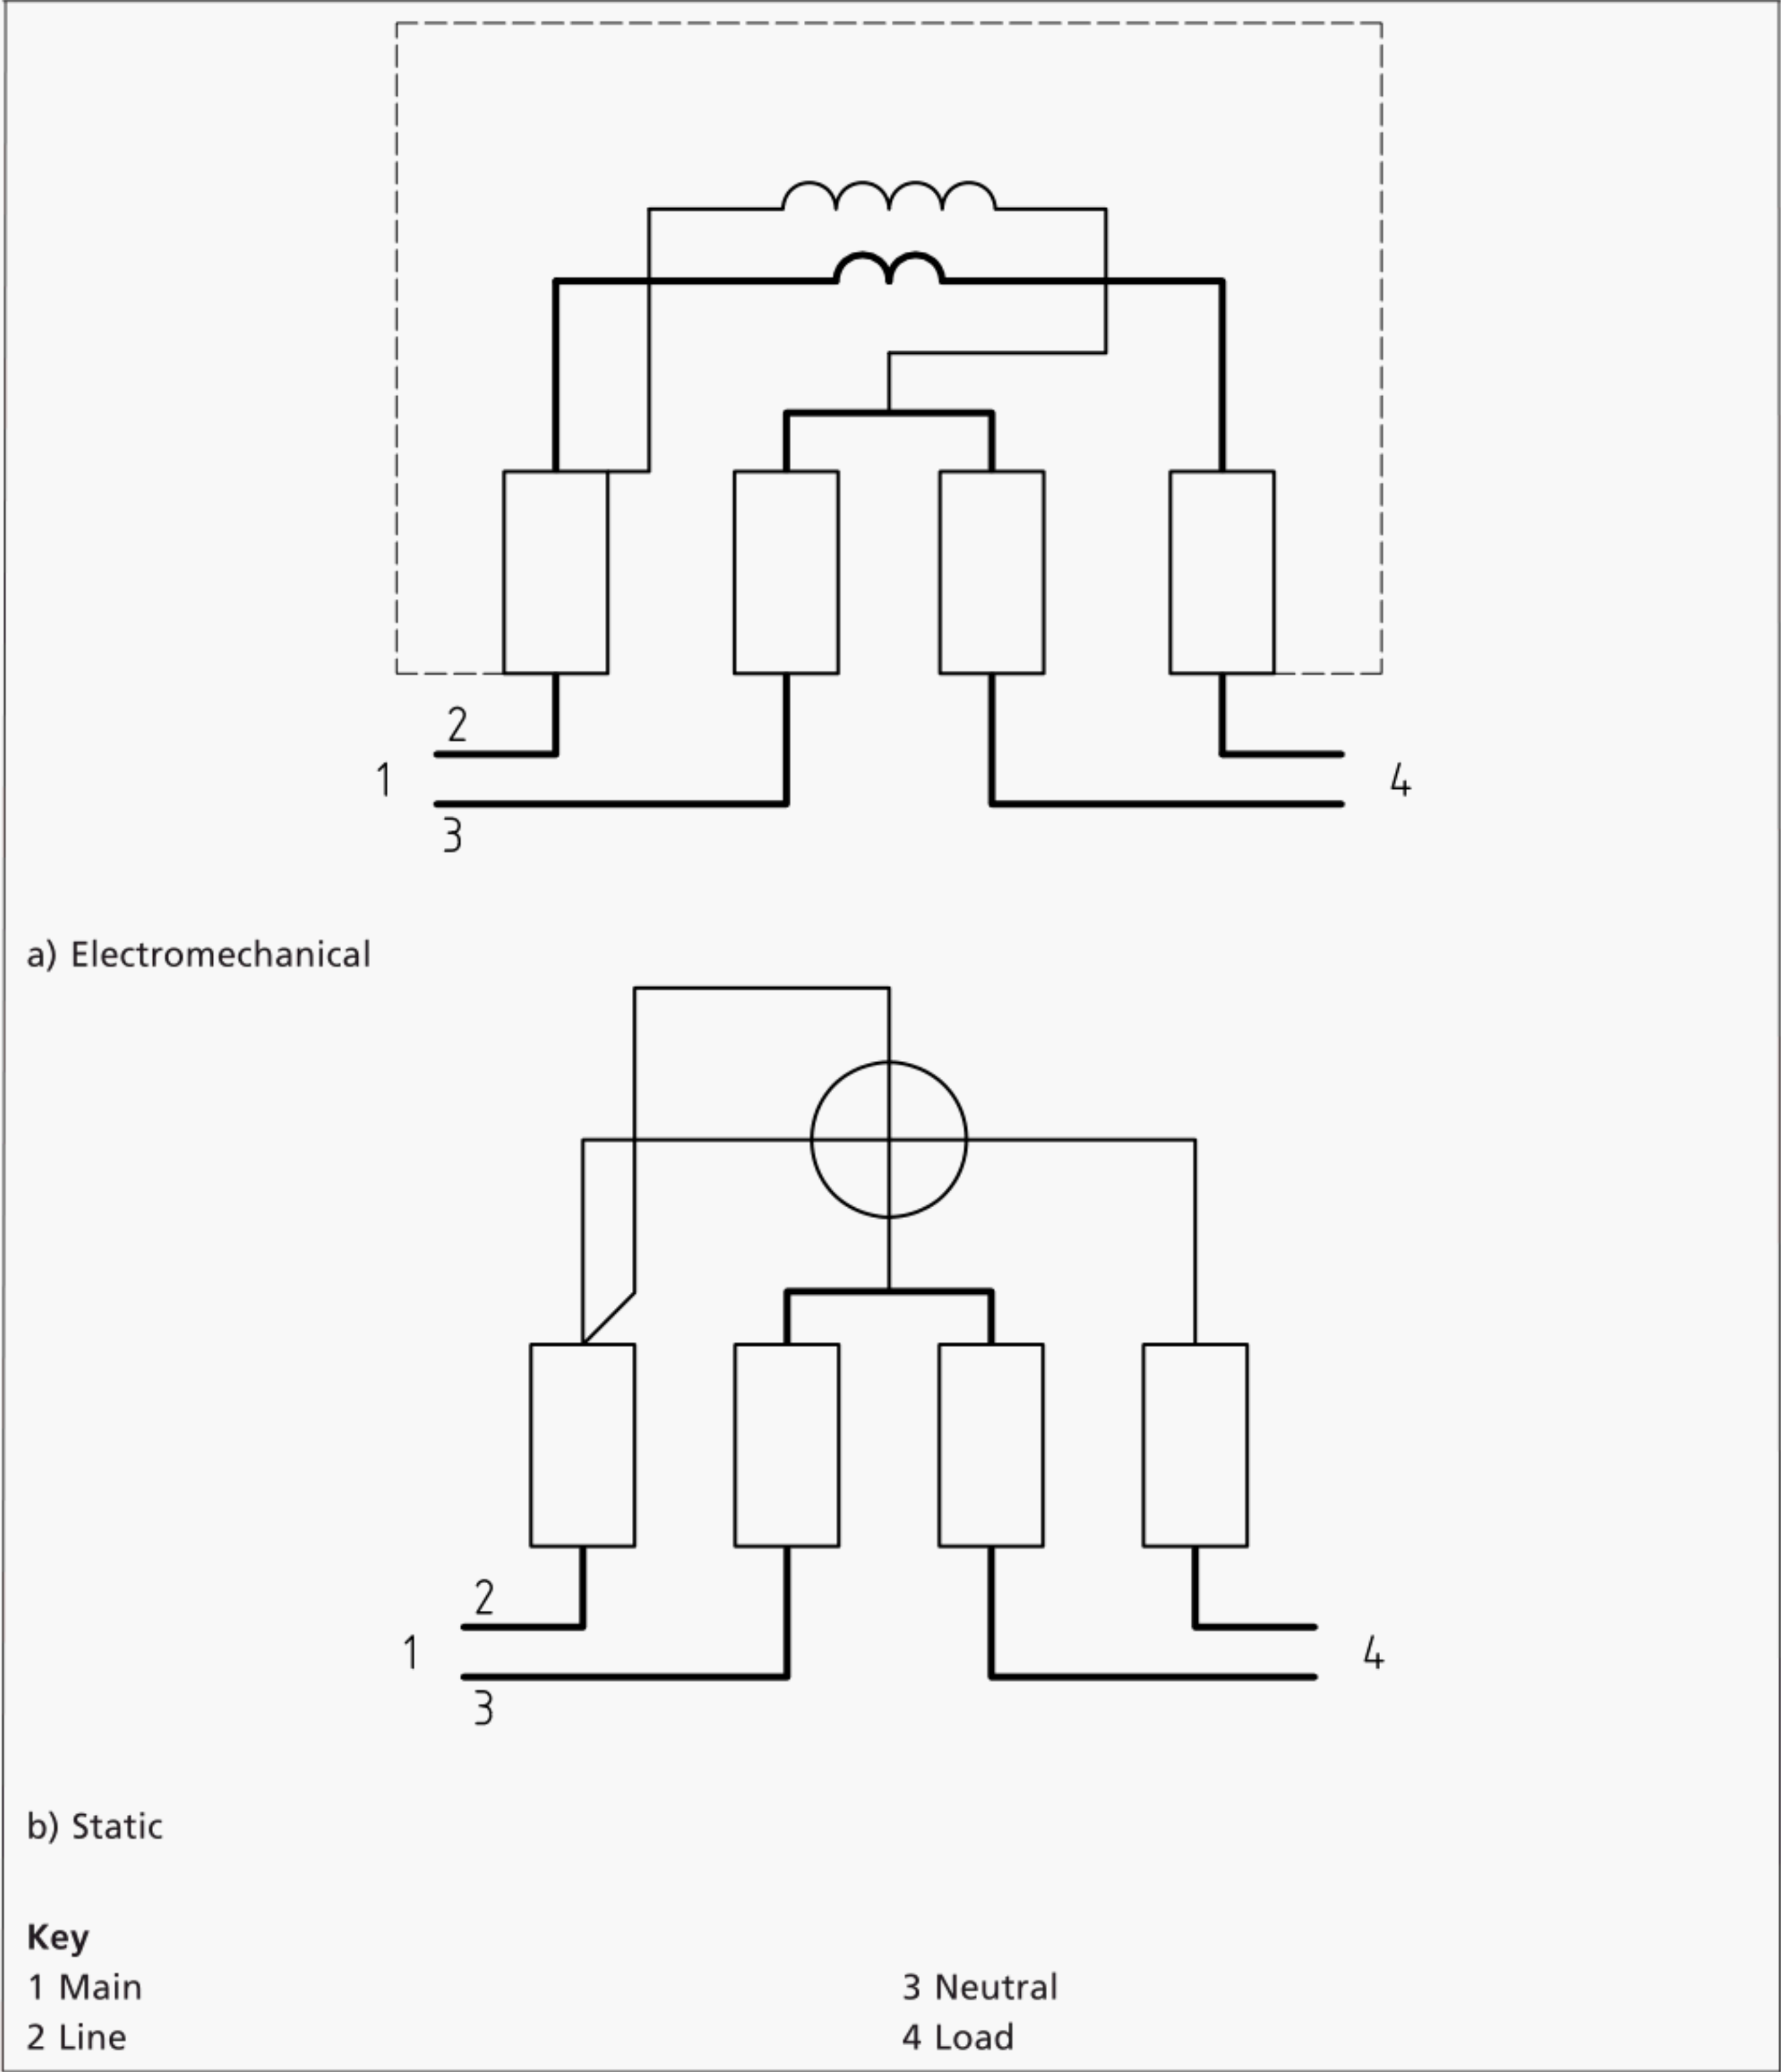 2
1
4
3
a) Electromechanical
2
1
4
3
b) Static
Key
1 Main
3 Neutral
2 Line
4 Load